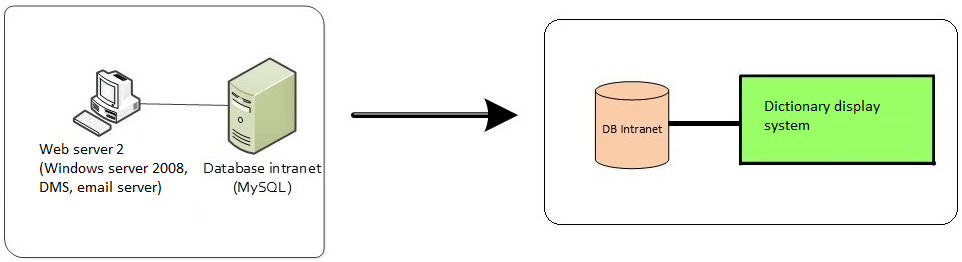 Web server 2
(Windows server 2008,
DMS, email server)
Database intranet
(MySQL)
DB Intranet
Dictionary display
system